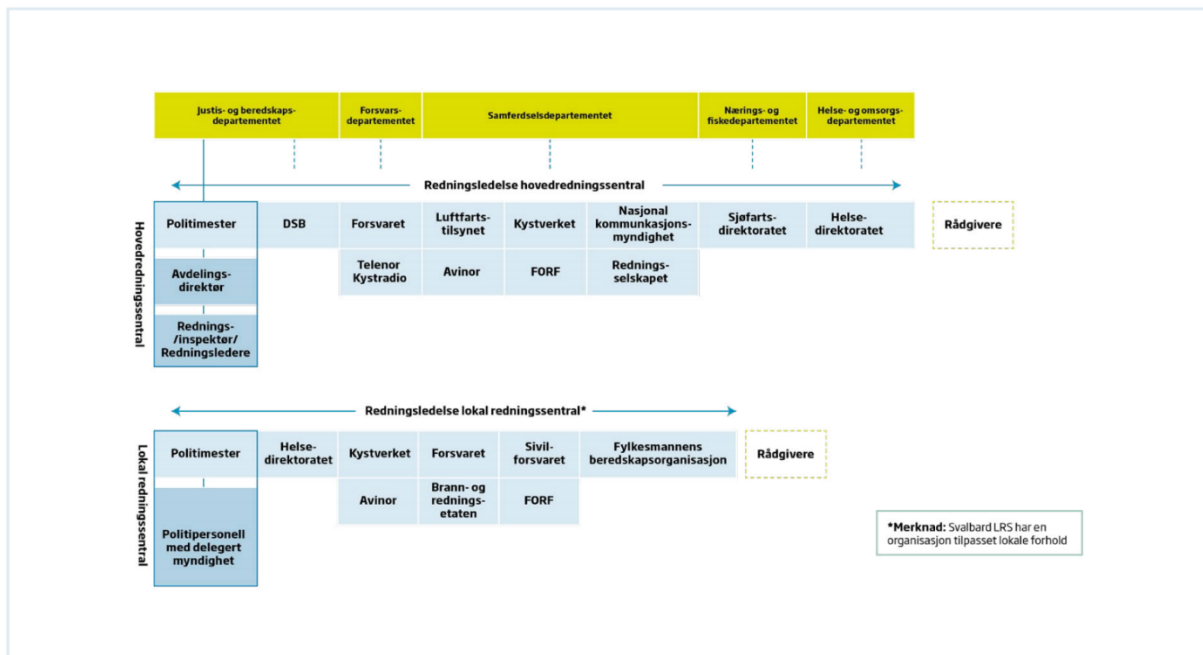 Justis- og beredskaps-
departementet
Forsvars-
departementet
Samferdselsdepartementet
Nærings- og
fiskedepartementet
Helse- og omsorgs-
departementet
Redningsledelse hovedredningssentral
Hovedredningssentral
Politimester
DSB
Forsvaret
Luftfarts-
tilsynet
Kystverket
Nasjonal
kommunkasjons-
myndighet
Sjøfarts-
direktoratet
Helse-
direktoratet
Rådgivere
Avdelings-
direktør
Telenor
Kystradio
Avinor
FORF
Rednings-
selskapet
Rednings-
/inspektør/
Redningsledere
Redningsledelse lokal redningssentral*
Lokal redningssentral
Politimester
Helse-
direktoratet
Kystverket
Forsvaret
Sivil-
forsvaret
Fylkesmannens
beredskapsorganisasjon
Rådgivere
Politipersonell
med delegert
myndighet
Avinor
Brann- og
rednings-
etaten
FORF
*Merknad: Svalbard LRS har en
organisasjon tilpasset lokale forhold